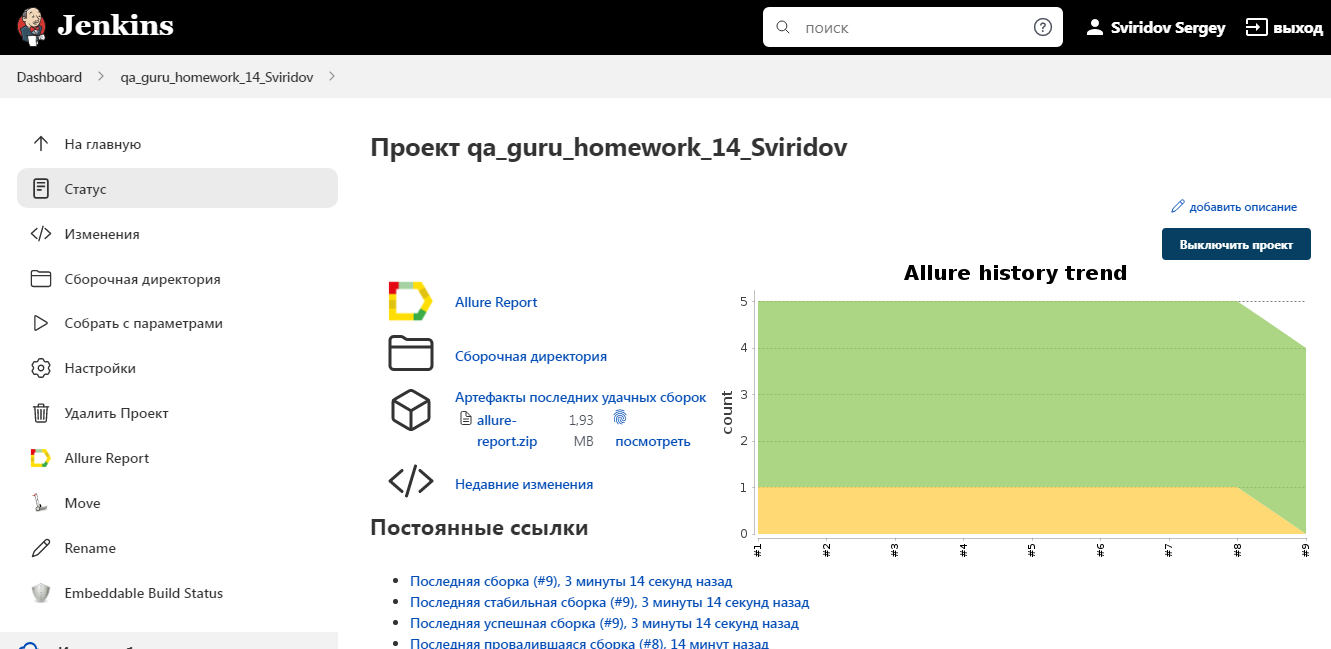 Jenkins
поиск
Sviridov Sergey
выход
Dashboard
qa_guru_homework_14_Sviridov
На главную
Статус
Изменения
Сборочная директория
Собрать с параметрами
Настройки
Удалить Проект
Allure Report
Move
Rename
Embeddable Build Status
Проект qa_guru_homework_14_Sviridov
добавить описание
Выключить проект
Allure Report
Сборочная директория
Артефакты последних удачных сборок
allure-
report.zip
1,93
MB
посмотреть
Недавние изменения
Allure history trend
count
5
4
3
2
1
0
#1
#2
#3
#4
#5
#6
#7
#8
#9
Постоянные ссылки
Последняя сборка (#9), 3 минуты 14 секунд назад
Последняя стабильная сборка (#9), 3 минуты 14 секунд назад
Последняя успешная сборка (#9), 3 минуты 14 секунд назад
Последняя провалившаяся сборка (#8), 14 минут назад